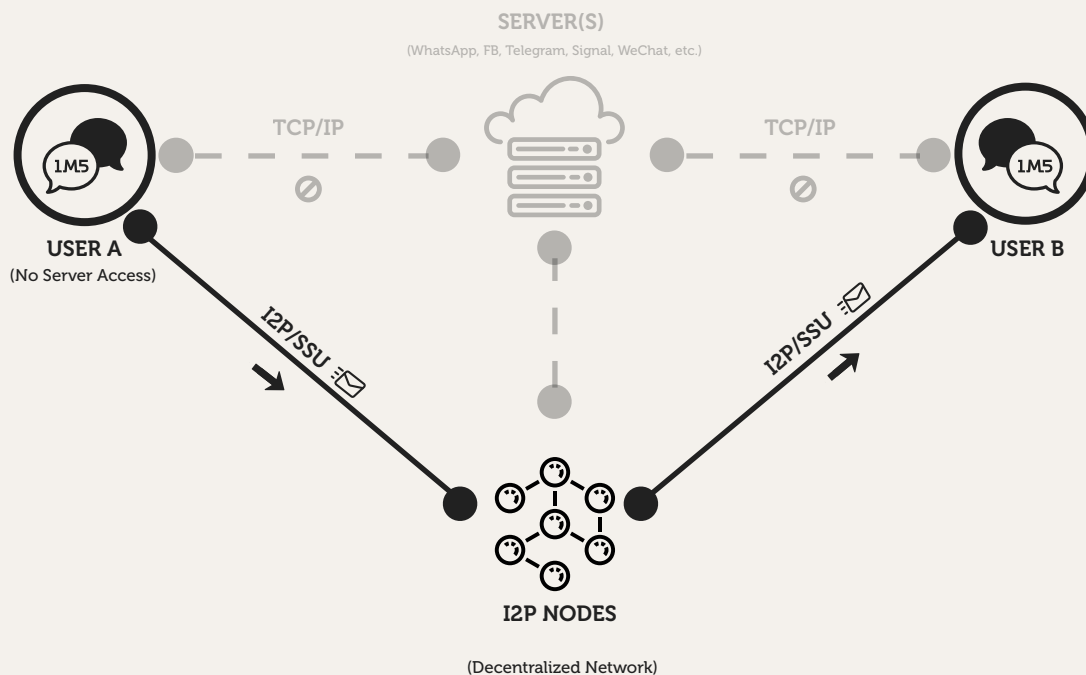 SERVER(S)
(WhatsApp, FB, Telegram, Signal, WeChat, etc.)
TCP/IP
TCP/IP
1M5
1M5
USER A
(No Server Access)
USER B
I2P/SSU
I2P/SSU
I2P NODES
(Decentralized Network)